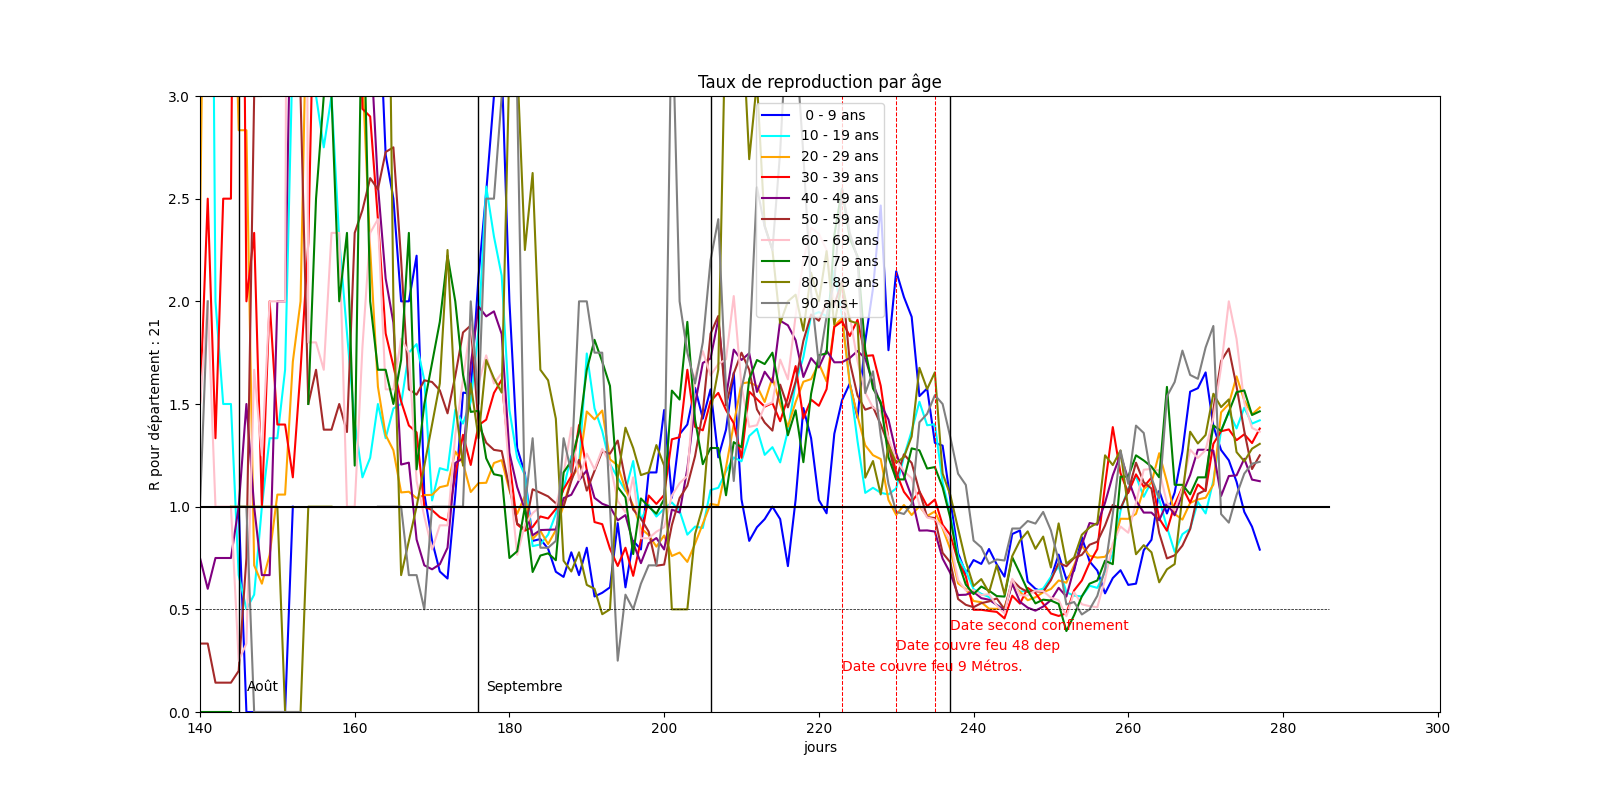 Taux de reproduction par âge
R pour département : 21
3.0
2.5
2.0
1.5
1.0
0.5
0.0
0 - 9 ans
10 - 19 ans
20 - 29 ans
30 - 39 ans
40 - 49 ans
50 - 59 ans
60 - 69 ans
70 - 79 ans
80 - 89 ans
90 ans+
Date second confinement
Date couvre feu 48 dep
Date couvre feu 9 Métros.
Août
Septembre
140 160 180 200 220 240 260 280 300
jours